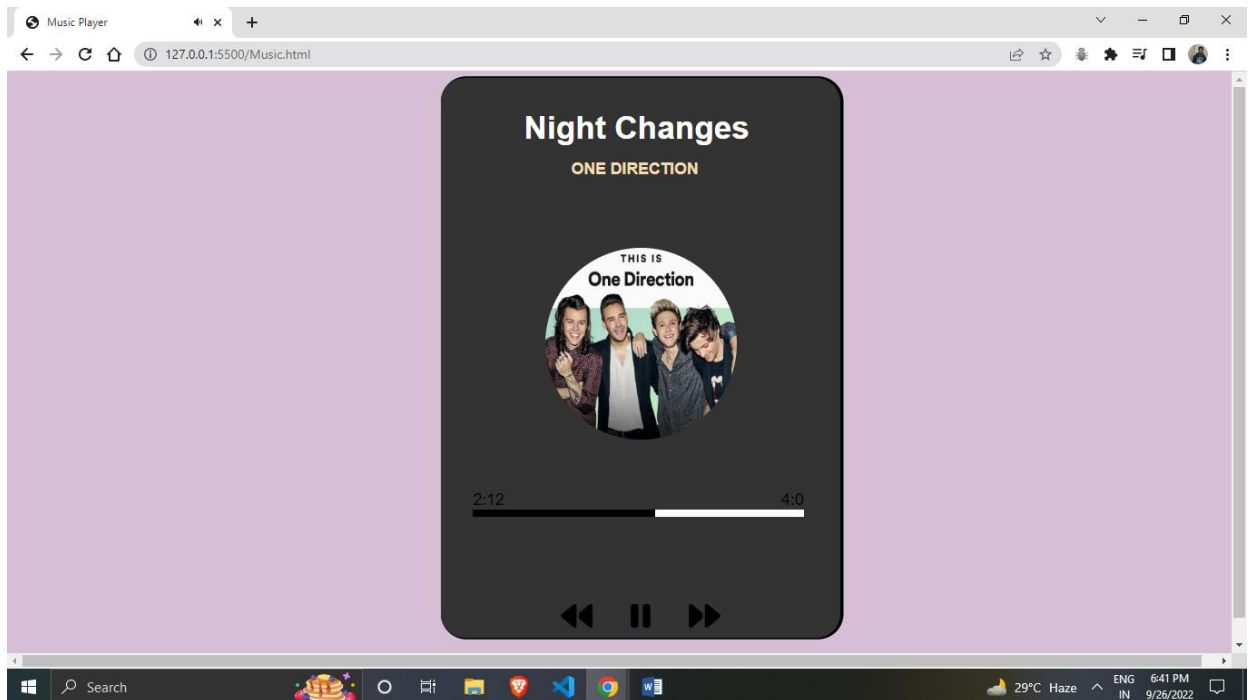 Music Player
127.0.0.1:5500/Music.html
Night Changes
ONE DIRECTION
THIS IS
One Direction
2:12 4:0
Search
29°C Haze
ENG
IN
6:41 PM
9/26/2022